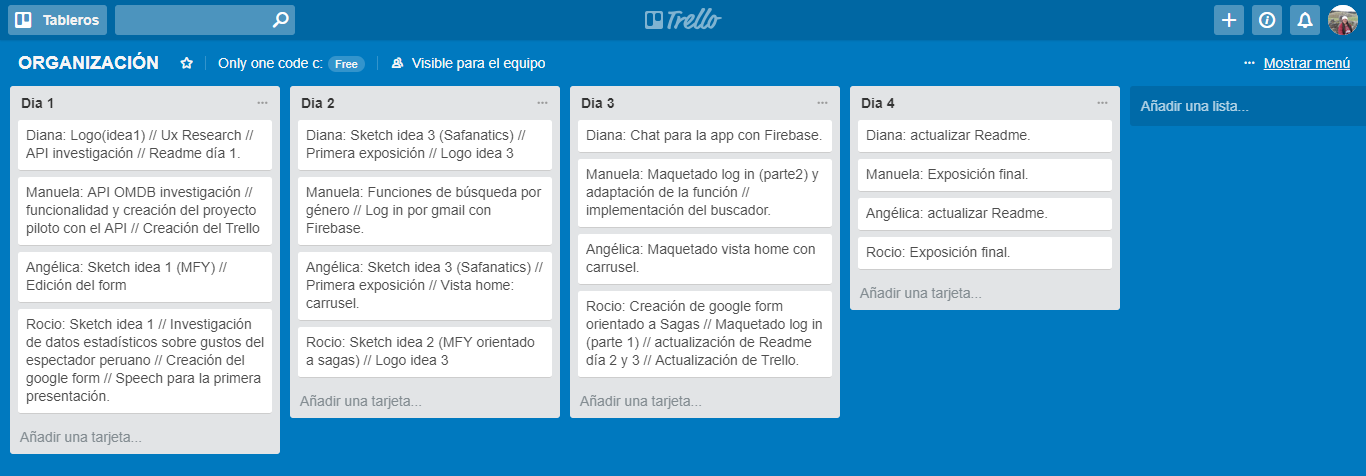 Tableros
Trello
ORGANIZACIÓN
Only one code c: Free
Visible para el equipo
... Mostrar menú
Dia 1
Diana: Logo(idea1) // Ux Research //
API investigación // Readme día 1.
Manuela: API OMDB investigación //
funcionalidad y creación del proyecto
piloto con el API // Creación del Trello
Angélica: Sketch idea 1 (MFY) //
Edición del form
Rocio: Sketch idea 1 // Investigación
de datos estadísticos sobre gustos del
espectador peruano // Creación del
google form // Speech para la primera
presentación.
Añadir una tarjeta...
Dia 2
Diana: Sketch idea 3 (Safanatics) //
Primera exposición // Logo idea 3
Manuela: Funciones de búsqueda por
género // Log in por gmail con
Firebase.
Angélica: Sketch idea 3 (Safanatics) //
Primera exposición // Vista home:
carrusel.
Rocio: Sketch idea 2 (MFY orientado
a sagas) // Logo idea 3
Añadir una tarjeta...
Dia 3
Diana: Chat para la app con Firebase.
Manuela: Maquetado log in (parte2) y
adaptación de la función //
implementación del buscador.
Angélica: Maquetado vista home con
carrusel.
Rocio: Creación de google form
orientado a Sagas // Maquetado log in
(parte 1) // actualización de Readme
día 2 y 3 // Actualización de Trello.
Añadir una tarjeta...
Dia 4
Diana: actualizar Readme.
Manuela: Exposición final.
Angélica: actualizar Readme.
Rocio: Exposición final.
Añadir una tarjeta...
Añadir una lista...